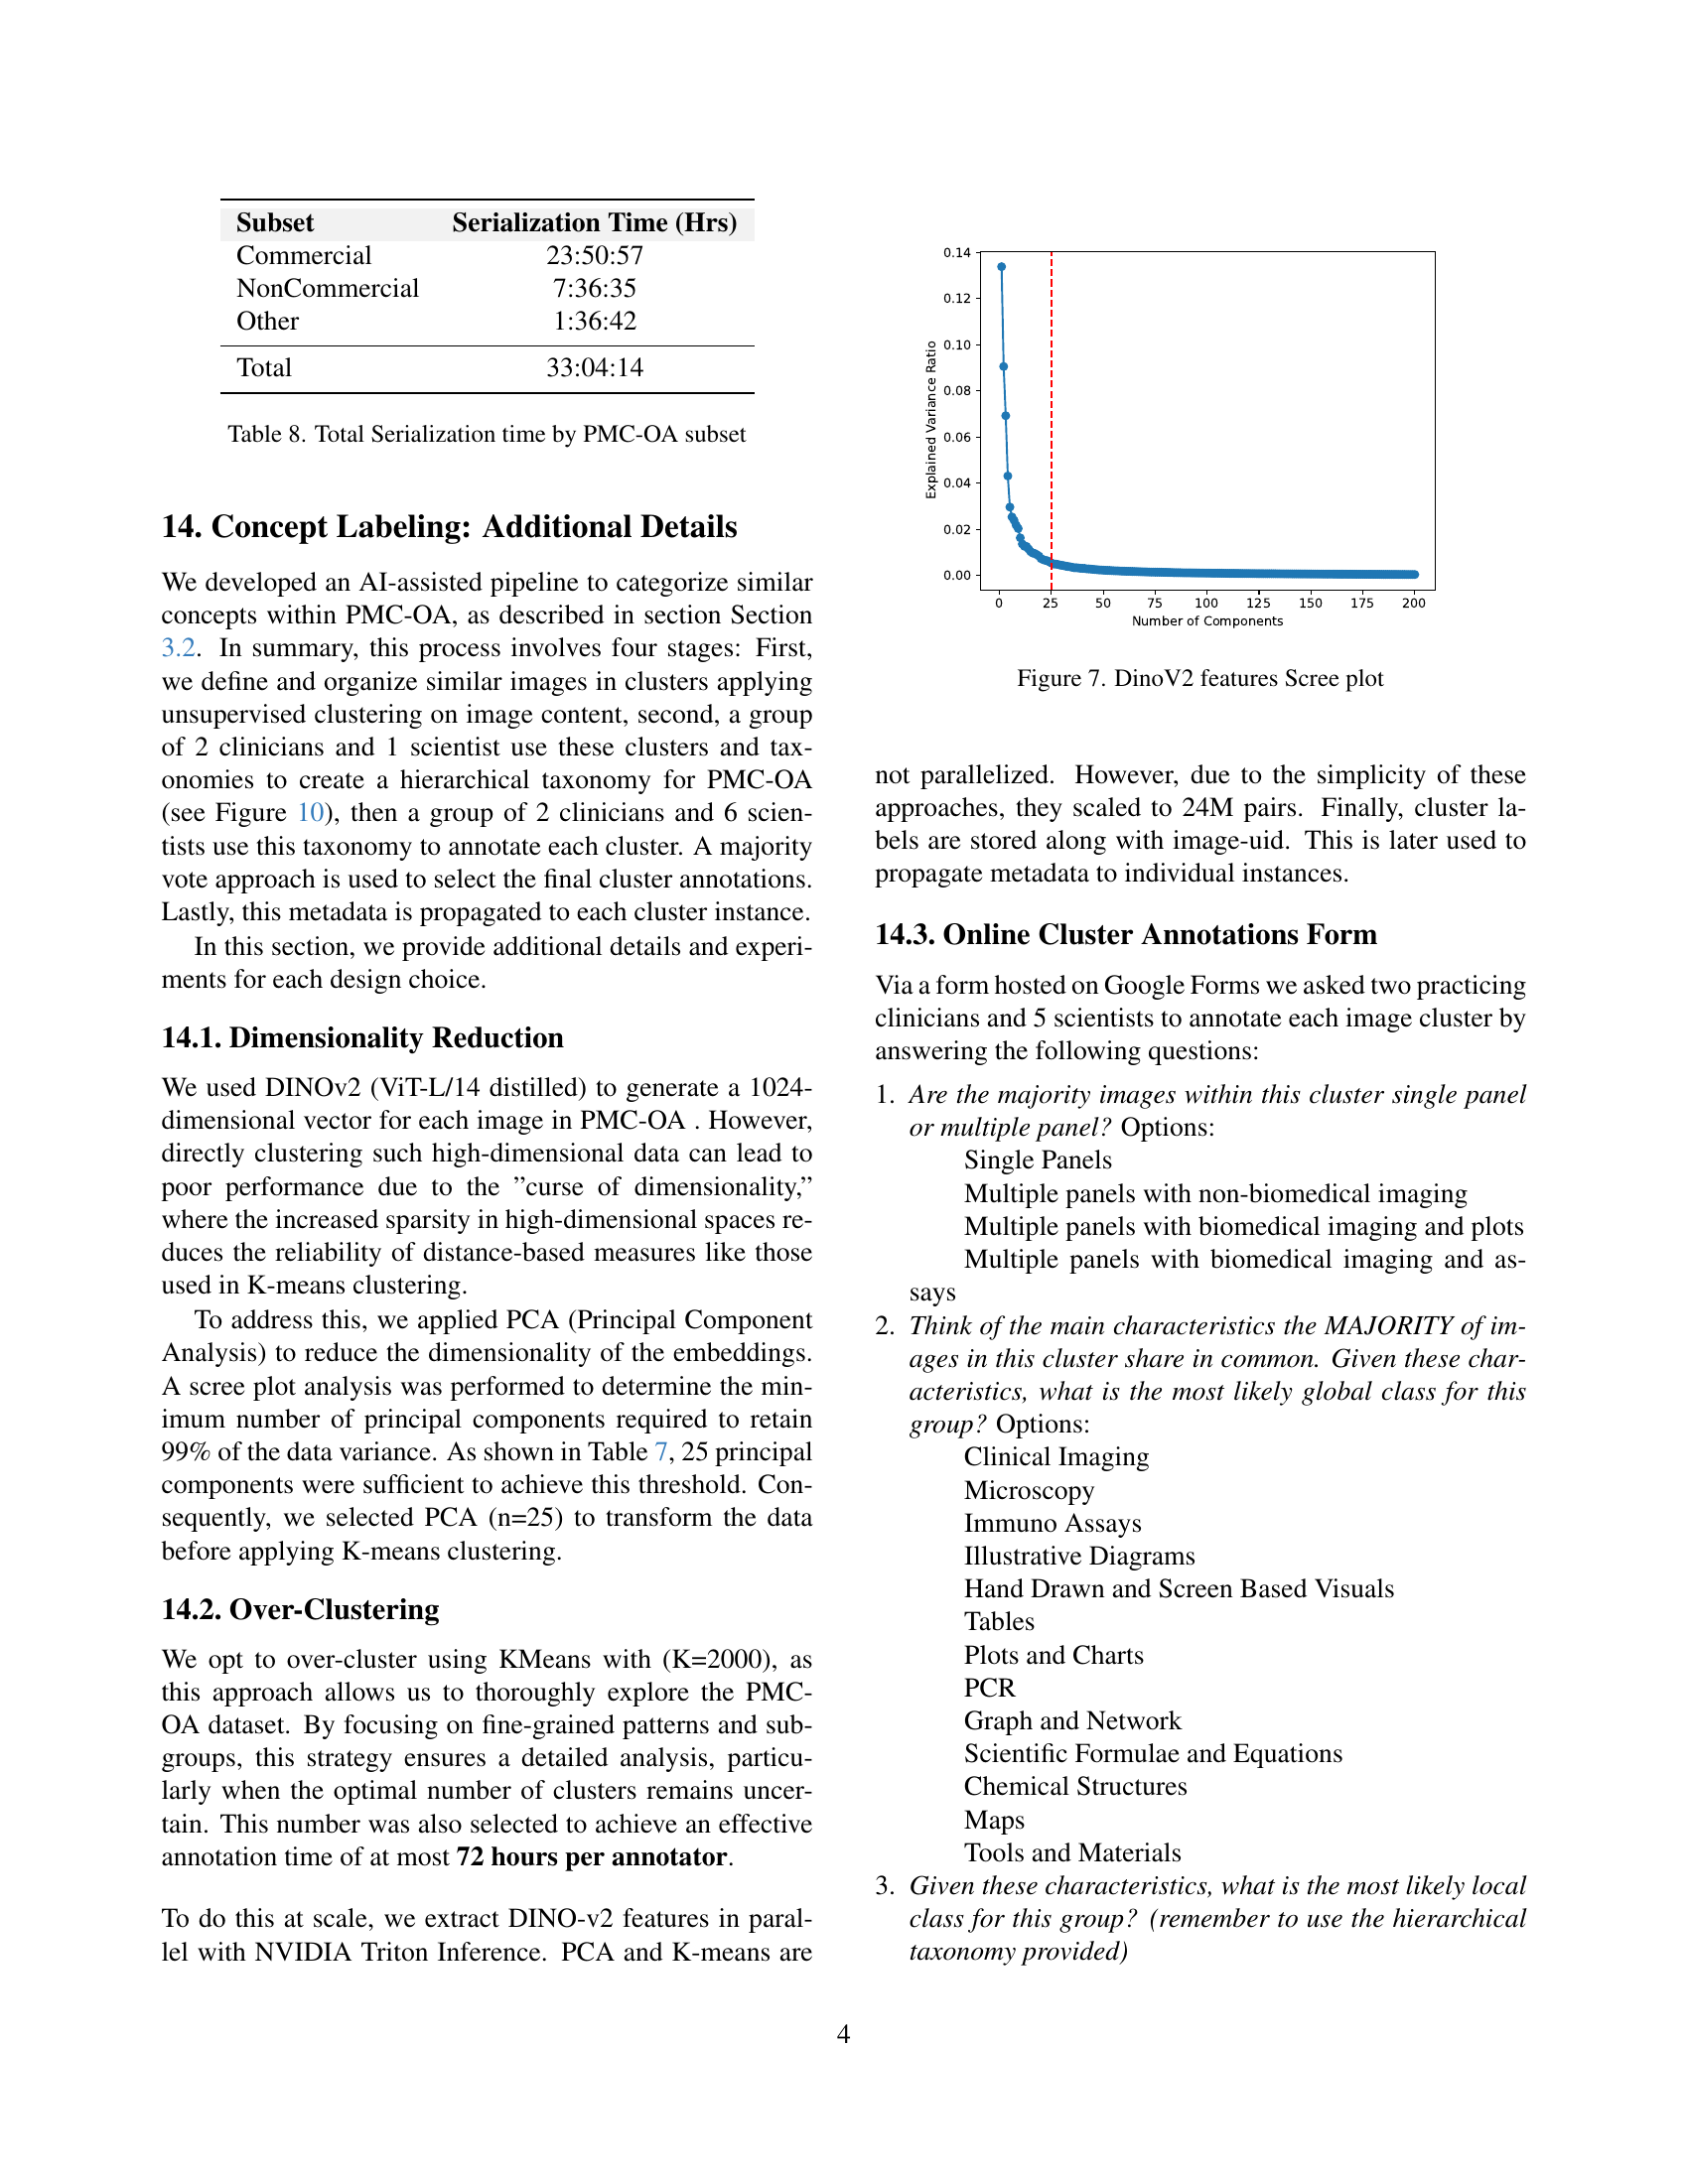 Subset Serialization Time (Hrs)
Commercial 23:50:57
NonCommercial 7:36:35
Other 1:36:42
Total 33:04:14
Table 8. Total Serialization time by PMC-OA subset
14. Concept Labeling: Additional Details
We developed an AI-assisted pipeline to categorize similar
concepts within PMC-OA, as described in section Section
3.2. In summary, this process involves four stages: First,
we define and organize similar images in clusters applying
unsupervised clustering on image content, second, a group
of 2 clinicians and 1 scientist use these clusters and tax-
onomies to create a hierarchical taxonomy for PMC-OA
(see Figure 10), then a group of 2 clinicians and 6 scien-
tists use this taxonomy to annotate each cluster. A majority
vote approach is used to select the final cluster annotations.
Lastly, this metadata is propagated to each cluster instance.
In this section, we provide additional details and experi-
ments for each design choice.
14.1. Dimensionality Reduction
We used DINOv2 (ViT-L/14 distilled) to generate a 1024-
dimensional vector for each image in PMC-OA . However,
directly clustering such high-dimensional data can lead to
poor performance due to the ”curse of dimensionality,”
where the increased sparsity in high-dimensional spaces re-
duces the reliability of distance-based measures like those
used in K-means clustering.
To address this, we applied PCA (Principal Component
Analysis) to reduce the dimensionality of the embeddings.
A scree plot analysis was performed to determine the min-
imum number of principal components required to retain
99% of the data variance. As shown in Table 7, 25 principal
components were sufficient to achieve this threshold. Con-
sequently, we selected PCA (n=25) to transform the data
before applying K-means clustering.
14.2. Over-Clustering
We opt to over-cluster using KMeans with (K=2000), as
this approach allows us to thoroughly explore the PMC-
OA dataset. By focusing on fine-grained patterns and sub-
groups, this strategy ensures a detailed analysis, particu-
larly when the optimal number of clusters remains uncer-
tain. This number was also selected to achieve an effective
annotation time of at most 72 hours per annotator.
To do this at scale, we extract DINO-v2 features in paral-
lel with NVIDIA Triton Inference. PCA and K-means are
0.14
0.12
0.10
0.08
0.06
0.04
0.02
0.00
Explained Variance Ratio
0 25 50 75 100 125 150 175 200
Number of Components
Figure 7. DinoV2 features Scree plot
not parallelized. However, due to the simplicity of these
approaches, they scaled to 24M pairs. Finally, cluster la-
bels are stored along with image-uid. This is later used to
propagate metadata to individual instances.
14.3. Online Cluster Annotations Form
Via a form hosted on Google Forms we asked two practicing
clinicians and 5 scientists to annotate each image cluster by
answering the following questions:
1. Are the majority images within this cluster single panel
or multiple panel? Options:
Single Panels
Multiple panels with non-biomedical imaging
Multiple panels with biomedical imaging and plots
Multiple panels with biomedical imaging and as-
says
2. Think of the main characteristics the MAJORITY of im-
ages in this cluster share in common. Given these char-
acteristics, what is the most likely global class for this
group? Options:
Clinical Imaging
Microscopy
Immuno Assays
Illustrative Diagrams
Hand Drawn and Screen Based Visuals
Tables
Plots and Charts
PCR
Graph and Network
Scientific Formulae and Equations
Chemical Structures
Maps
Tools and Materials
3. Given these characteristics, what is the most likely local
class for this group? (remember to use the hierarchical
taxonomy provided)
4